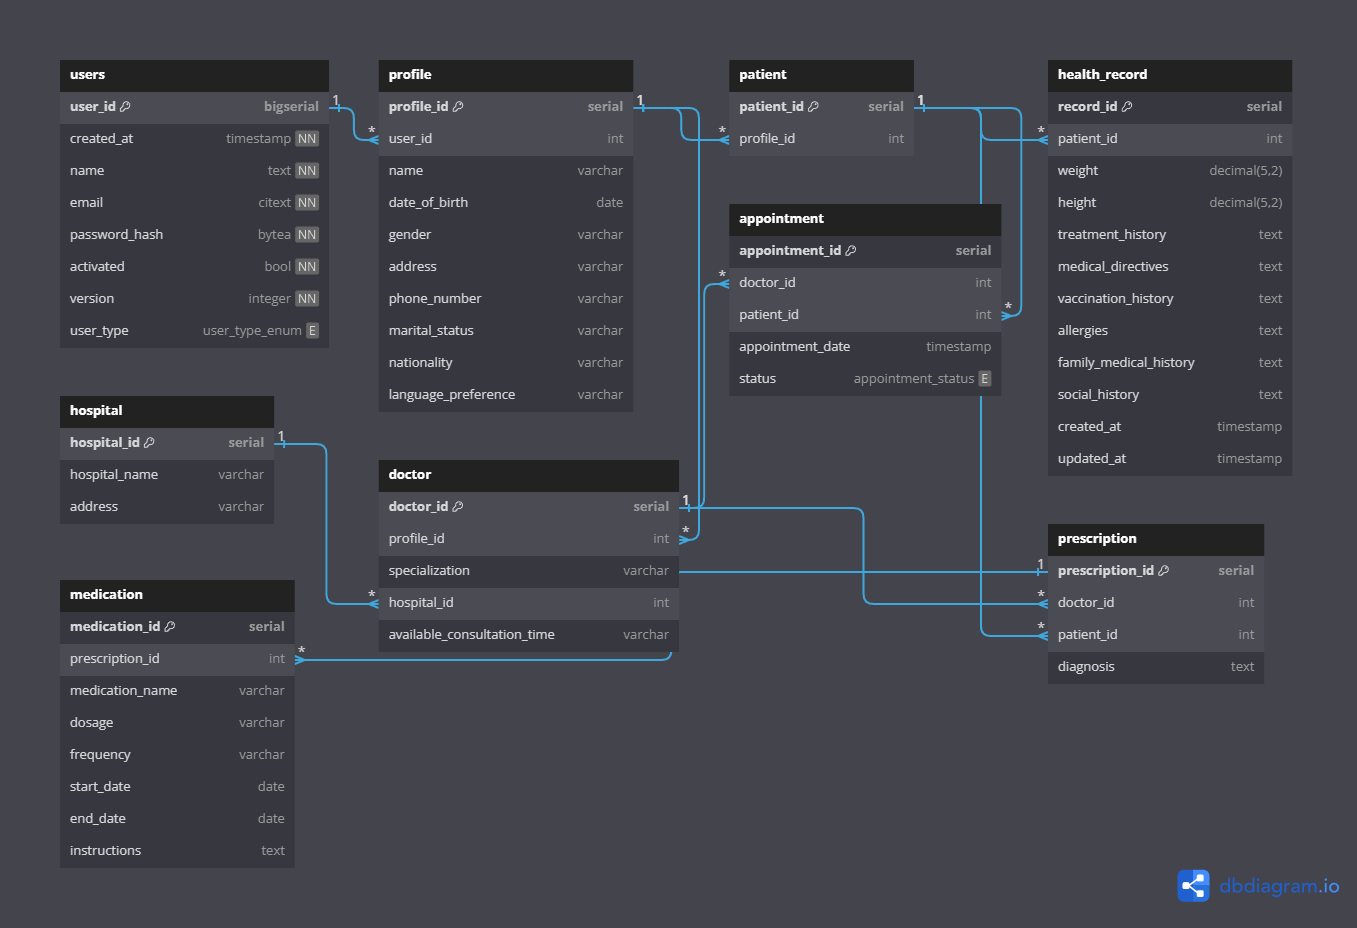 users
user_id bigserial
created_at timestamp NN
name text NN
email citext NN
password_hash bytea NN
activated bool NN
version integer NN
user_type user_type_enum E
1
*
profile
profile_id serial
user_id int
name varchar
date_of_birth date
gender varchar
address varchar
phone_number varchar
marital_status varchar
nationality varchar
language_preference varchar
1
*
patient
patient_id serial
profile_id int
1
*
health_record
record_id serial
patient_id int
weight decimal(5,2)
height decimal(5,2)
treatment_history text
medical_directives text
vaccination_history text
allergies text
family_medical_history text
social_history text
created_at timestamp
updated_at timestamp
*
appointment
appointment_id serial
doctor_id int
patient_id int
appointment_date timestamp
status appointment_status E
*
hospital
hospital_id serial
hospital_name varchar
address varchar
1
*
doctor
doctor_id serial
profile_id int
specialization varchar
hospital_id int
available_consultation_time varchar
1
*
1
*
*
prescription
prescription_id serial
doctor_id int
patient_id int
diagnosis text
medication
medication_id serial
prescription_id int
medication_name varchar
dosage varchar
frequency varchar
start_date date
end_date date
instructions text
*
dbdiagram.io